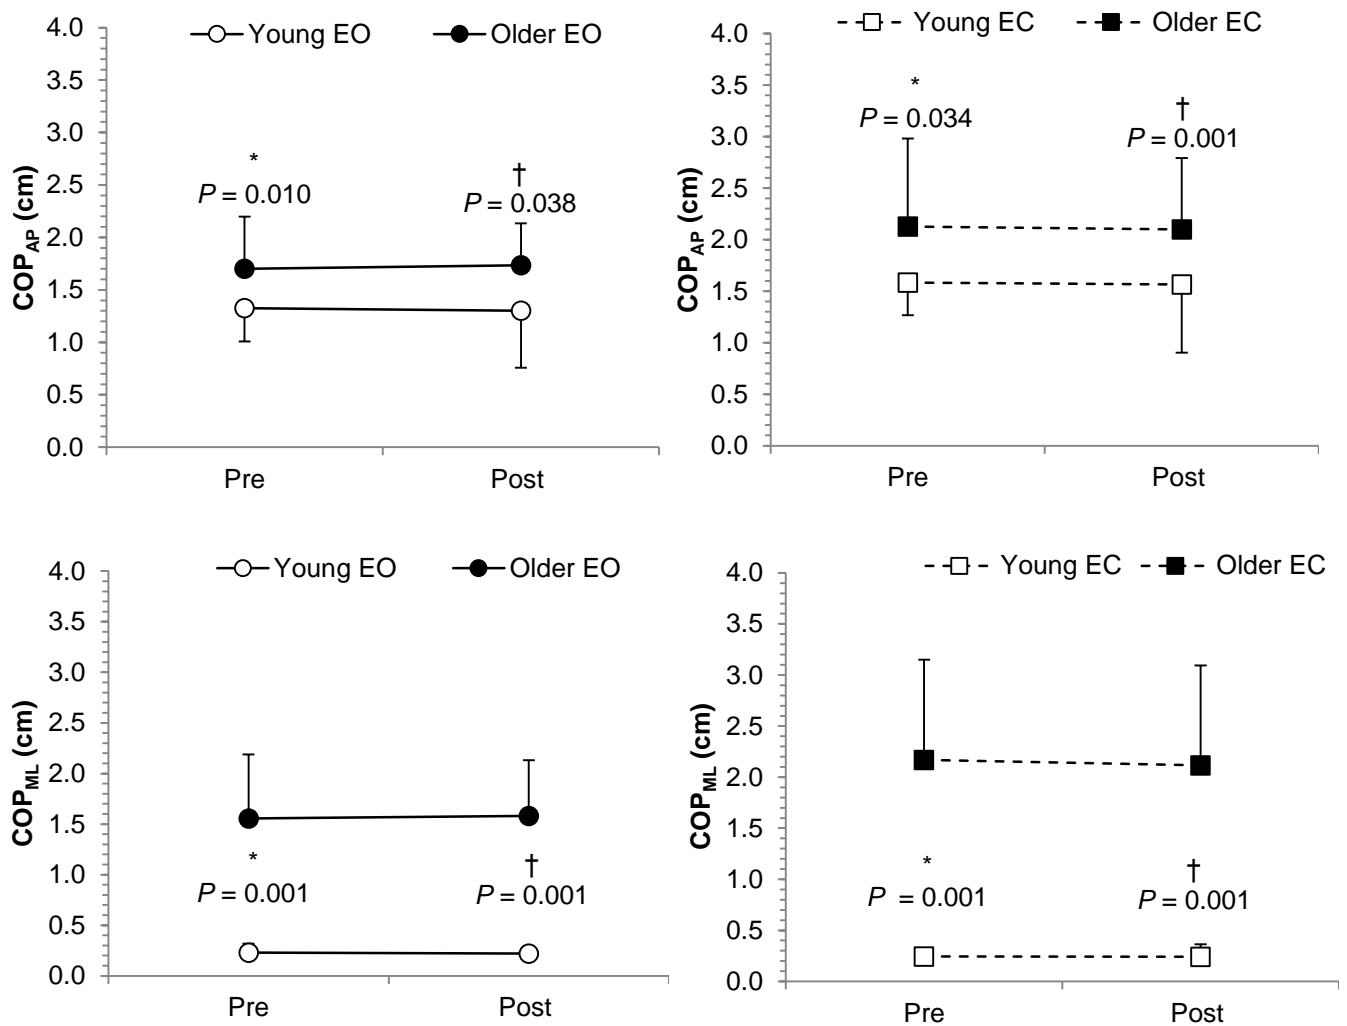 Young EO Older EO
4.0
3.5
3.0
2.5
2.0
1.5
1.0
0.5
0.0
COP_AP (cm)
*
P = 0.010
†
P = 0.038
Pre Post
Young EC Older EC
4.0
3.5
3.0
2.5
2.0
1.5
1.0
0.5
0.0
COP_AP (cm)
*
P = 0.034
†
P = 0.001
Pre Post
Young EO Older EO
4.0
3.5
3.0
2.5
2.0
1.5
1.0
0.5
0.0
COP_ML (cm)
*
P = 0.001
†
P = 0.001
Pre Post
Young EC Older EC
4.0
3.5
3.0
2.5
2.0
1.5
1.0
0.5
0.0
COP_ML (cm)
*
P = 0.001
†
P = 0.001
Pre Post